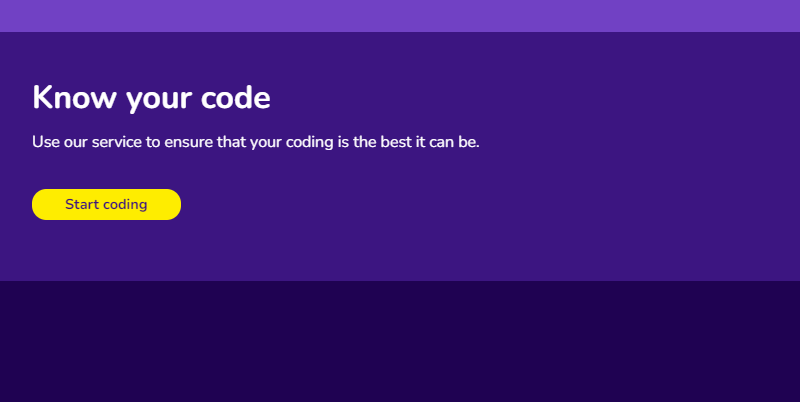 Know your code
Use our service to ensure that your coding is the best it can be.
Start coding